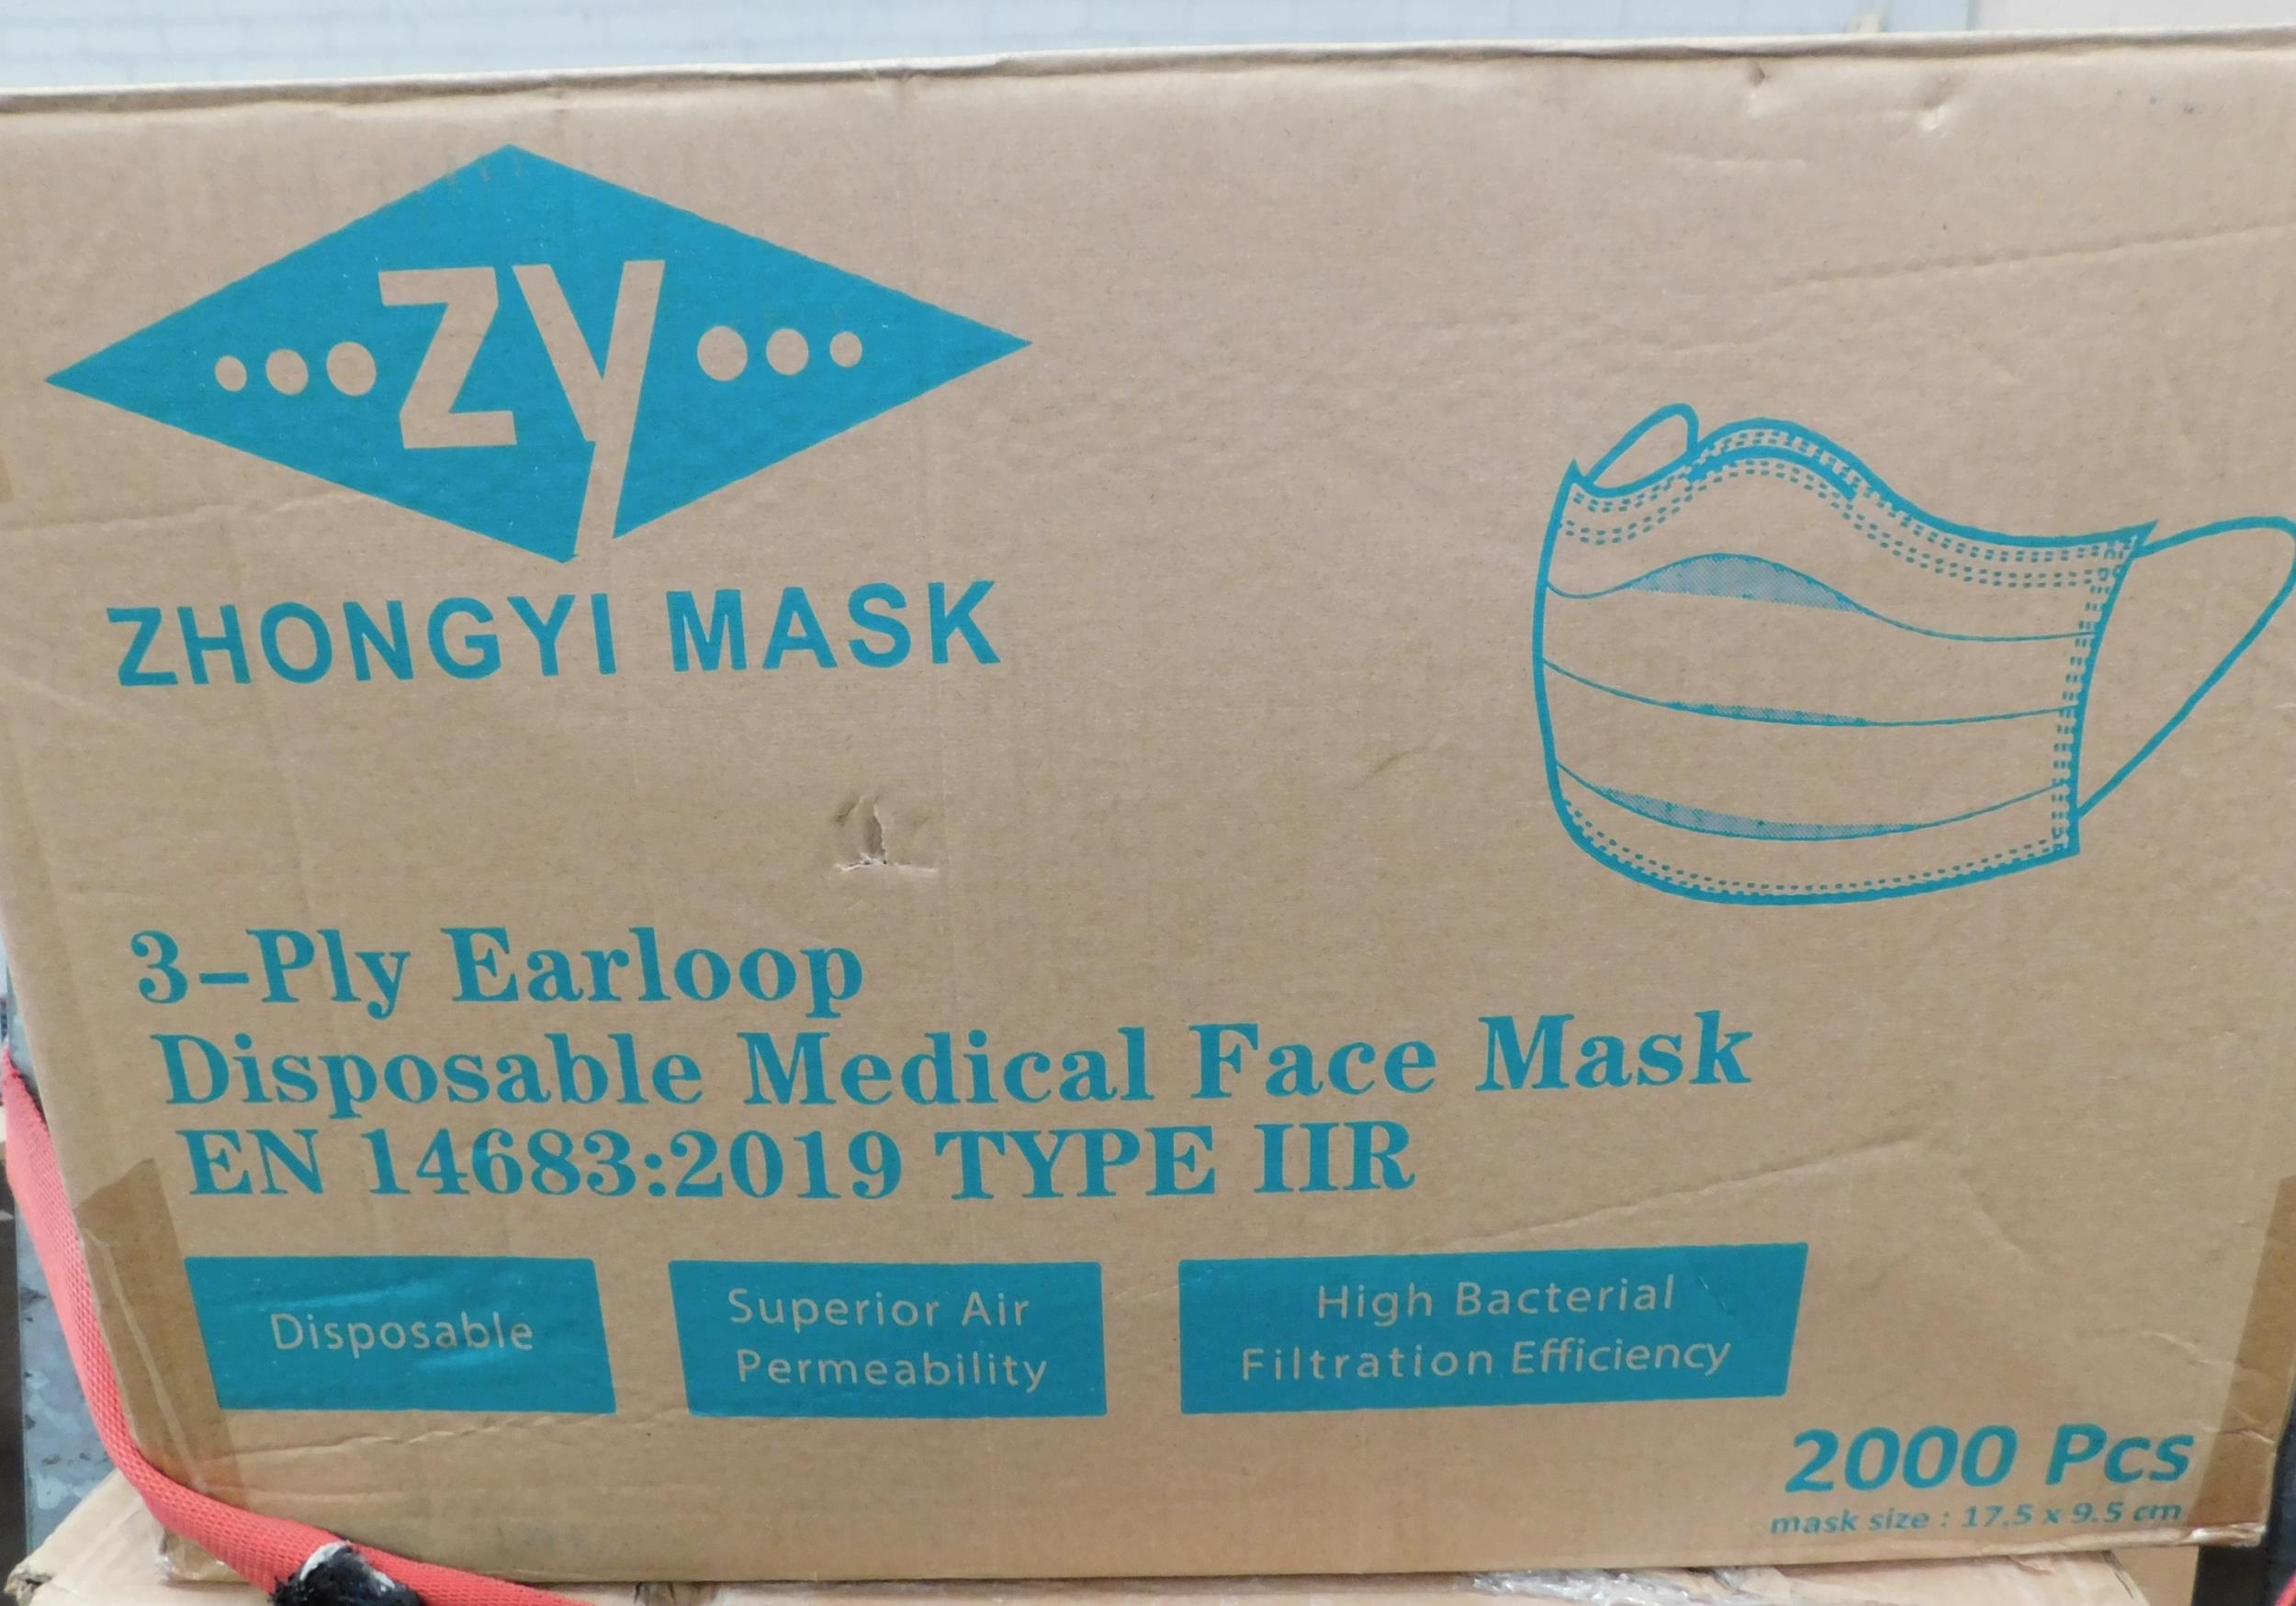 zy
ZHONGYI MASK
3-Ply Earloop
Disposable Medical Face Mask
EN 14683:2019 TYPE IIR
Disposable
Superior Air
Permeability
High Bacterial
Filtration Efficiency
2000 Pcs
mask size : 17.5 x 9.5 cm